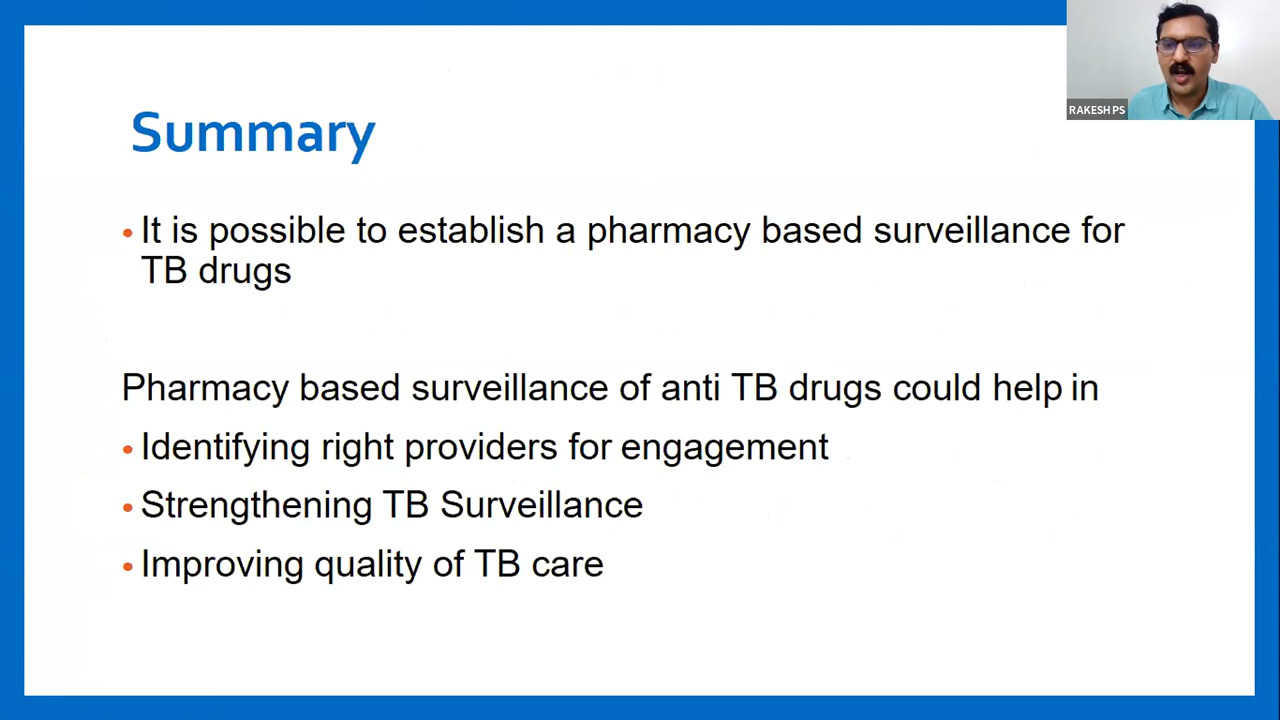 Summary
RAKESH PS
• It is possible to establish a pharmacy based surveillance for
TB drugs
Pharmacy based surveillance of anti TB drugs could help in
• Identifying right providers for engagement
• Strengthening TB Surveillance
• Improving quality of TB care